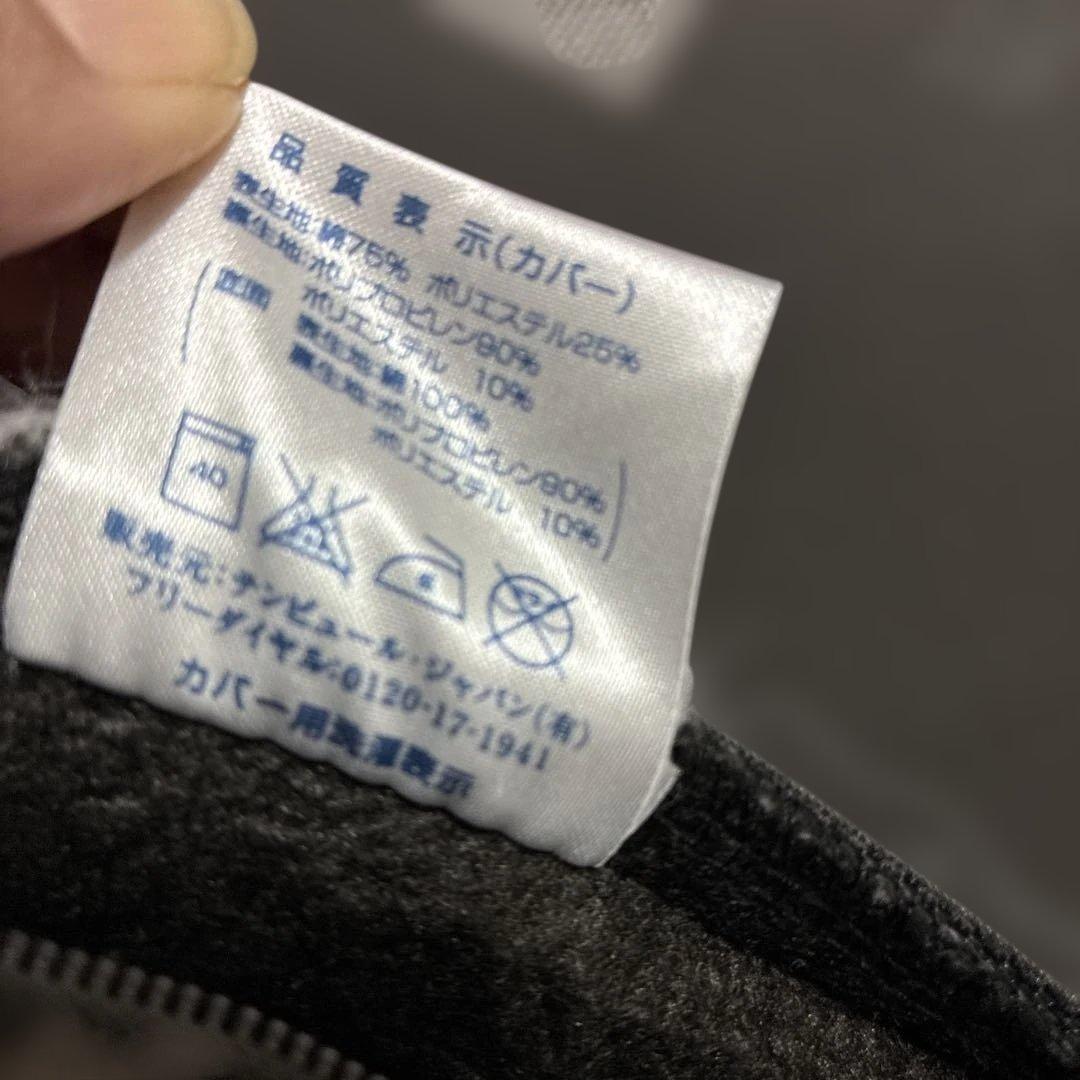 品質表示(カバー)
表生地:綿75% ポリエステル25%
裏生地:ポリプロピレン90%
ポリエステル 10%
底面 表生地:綿100%
裏生地:ポリプロピレン90%
ポリエステル 10%
40
販売元:テンピュール・ジャパン(有)
フリーダイヤル:0120-17-1941
カバー用洗濯表示